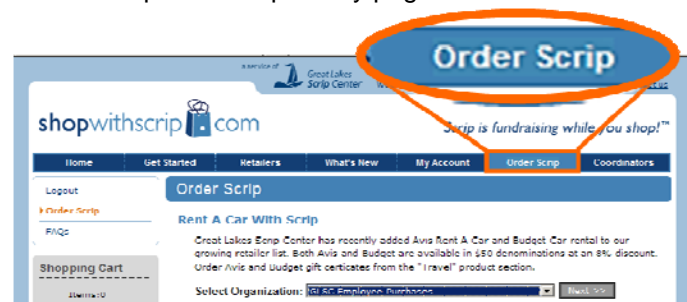 Order Scrip
a service of Great Lakes Scrip Center
shopwithscrip.com
Scrip is fundraising while you shop!™
Home Get Started Retailers What's New My Account Order Scrip Coordinators
Logout
Order Scrip
Order Scrip
FAQs
Rent A Car With Scrip
Great Lakes Scrip Center has recently added Avis Rent A Car and Budget Car rental to our
growing retailer list. Both Avis and Budget are available in $50 denominations at an 8% discount.
Order Avis and Budget gift certicates from the "Travel" product section.
Shopping Cart
Items:0
Select Organization: GLSC Employee Purchases Next >>